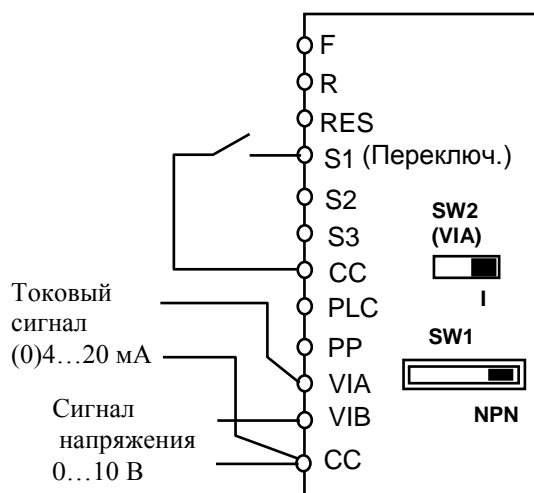 F
R
RES
S1 (Переключ.)
S2
S3
CC
PLC
PP
VIA
VIB
CC
SW2
(VIA)
I
SW1
NPN
Токовый
сигнал
(0)4…20 мА
Сигнал
напряжения
0…10 В